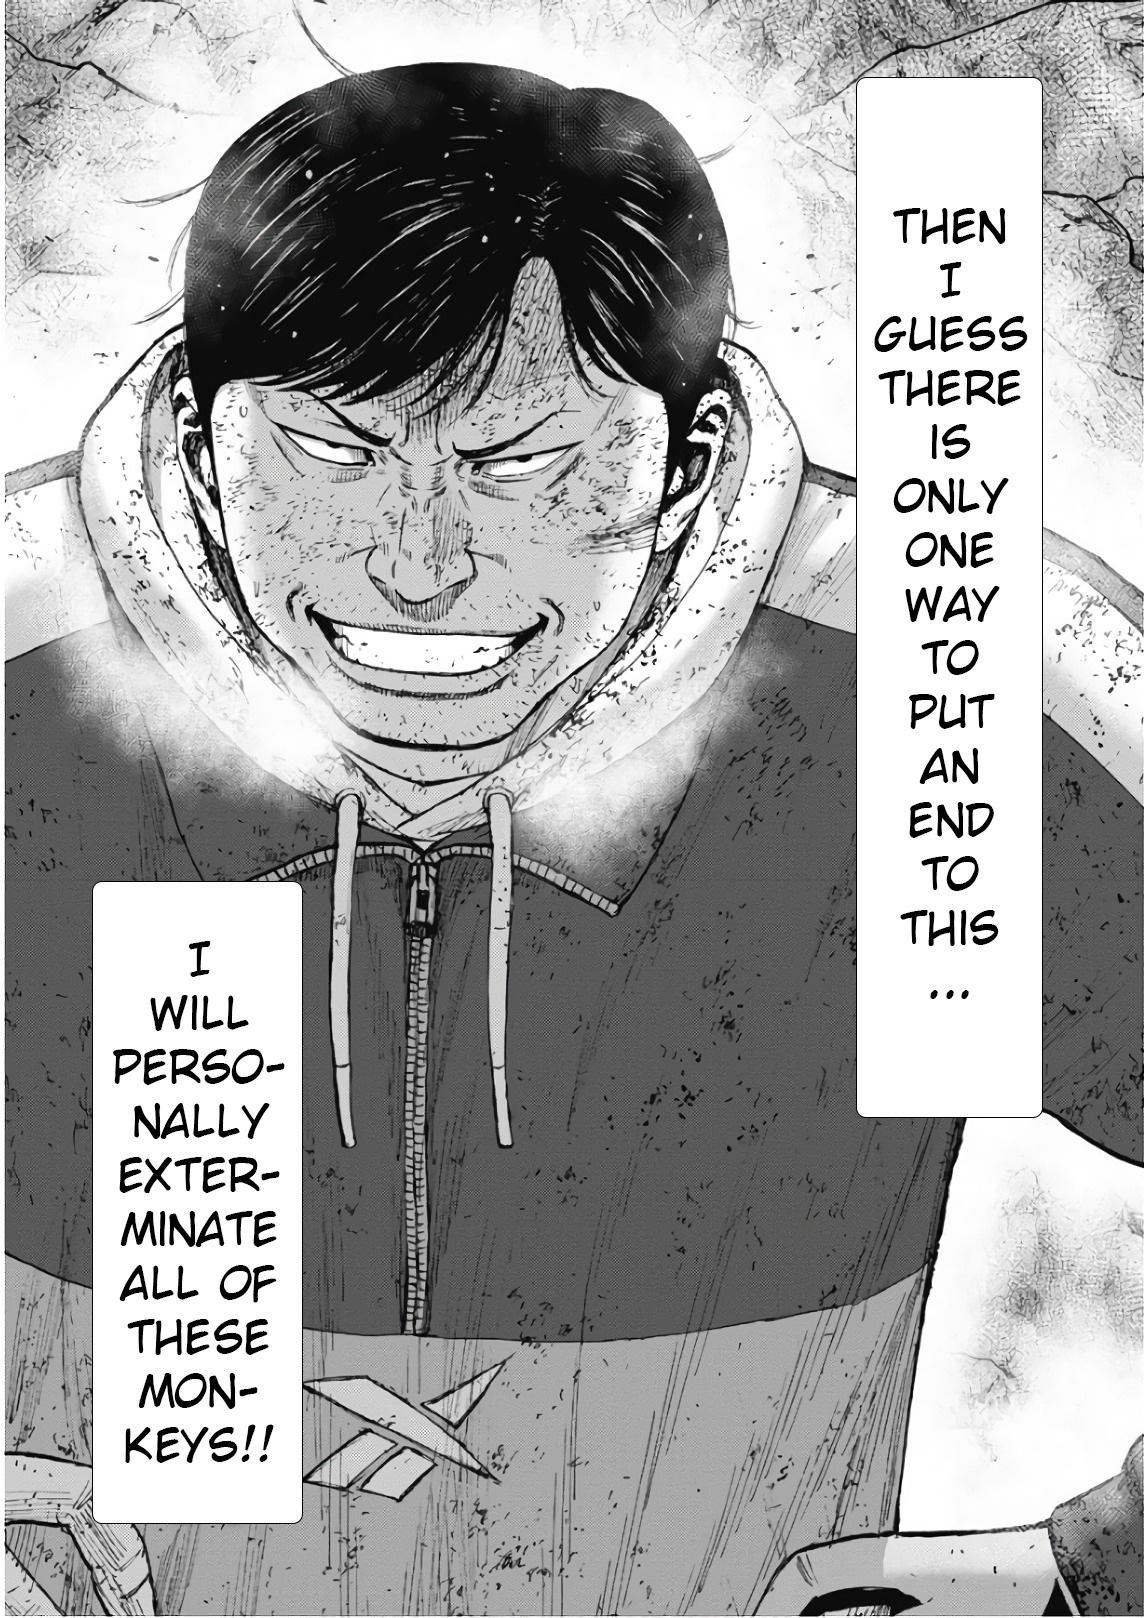 THEN
I
GUESS
THERE
IS
ONLY
ONE
WAY
TO
PUT
AN
END
TO
THIS
...
I
WILL
PERSO-
NALLY
EXTER-
MINATE
ALL OF
THESE
MON-
KEYS!!